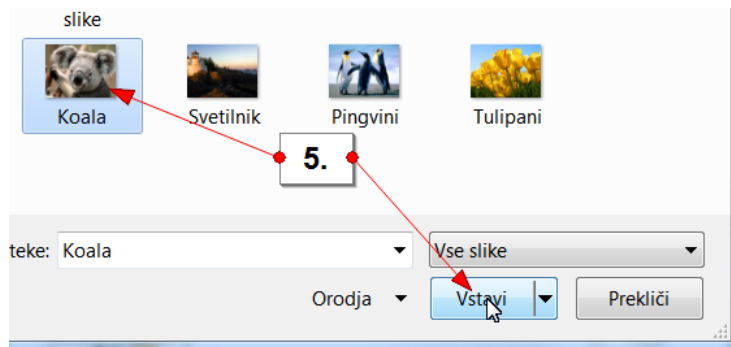 slike
Koala Svetilnik Pingvini Tulipani
5.
teke: Koala Vse slike
Orodja Vstavi Prekliči